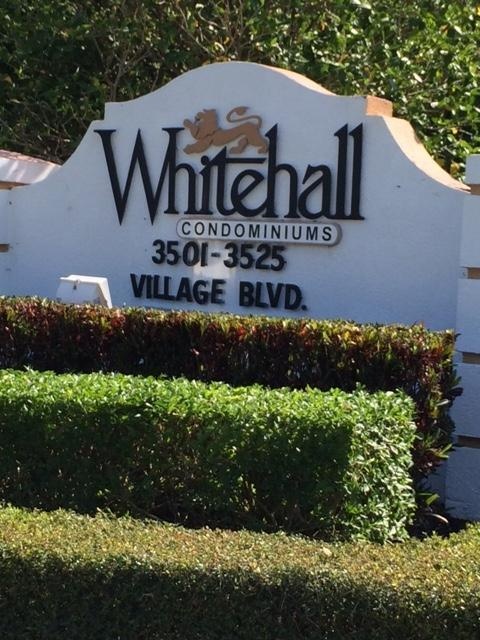 Whitehall
CONDOMINIUMS
3501-3525
VILLAGE BLVD.